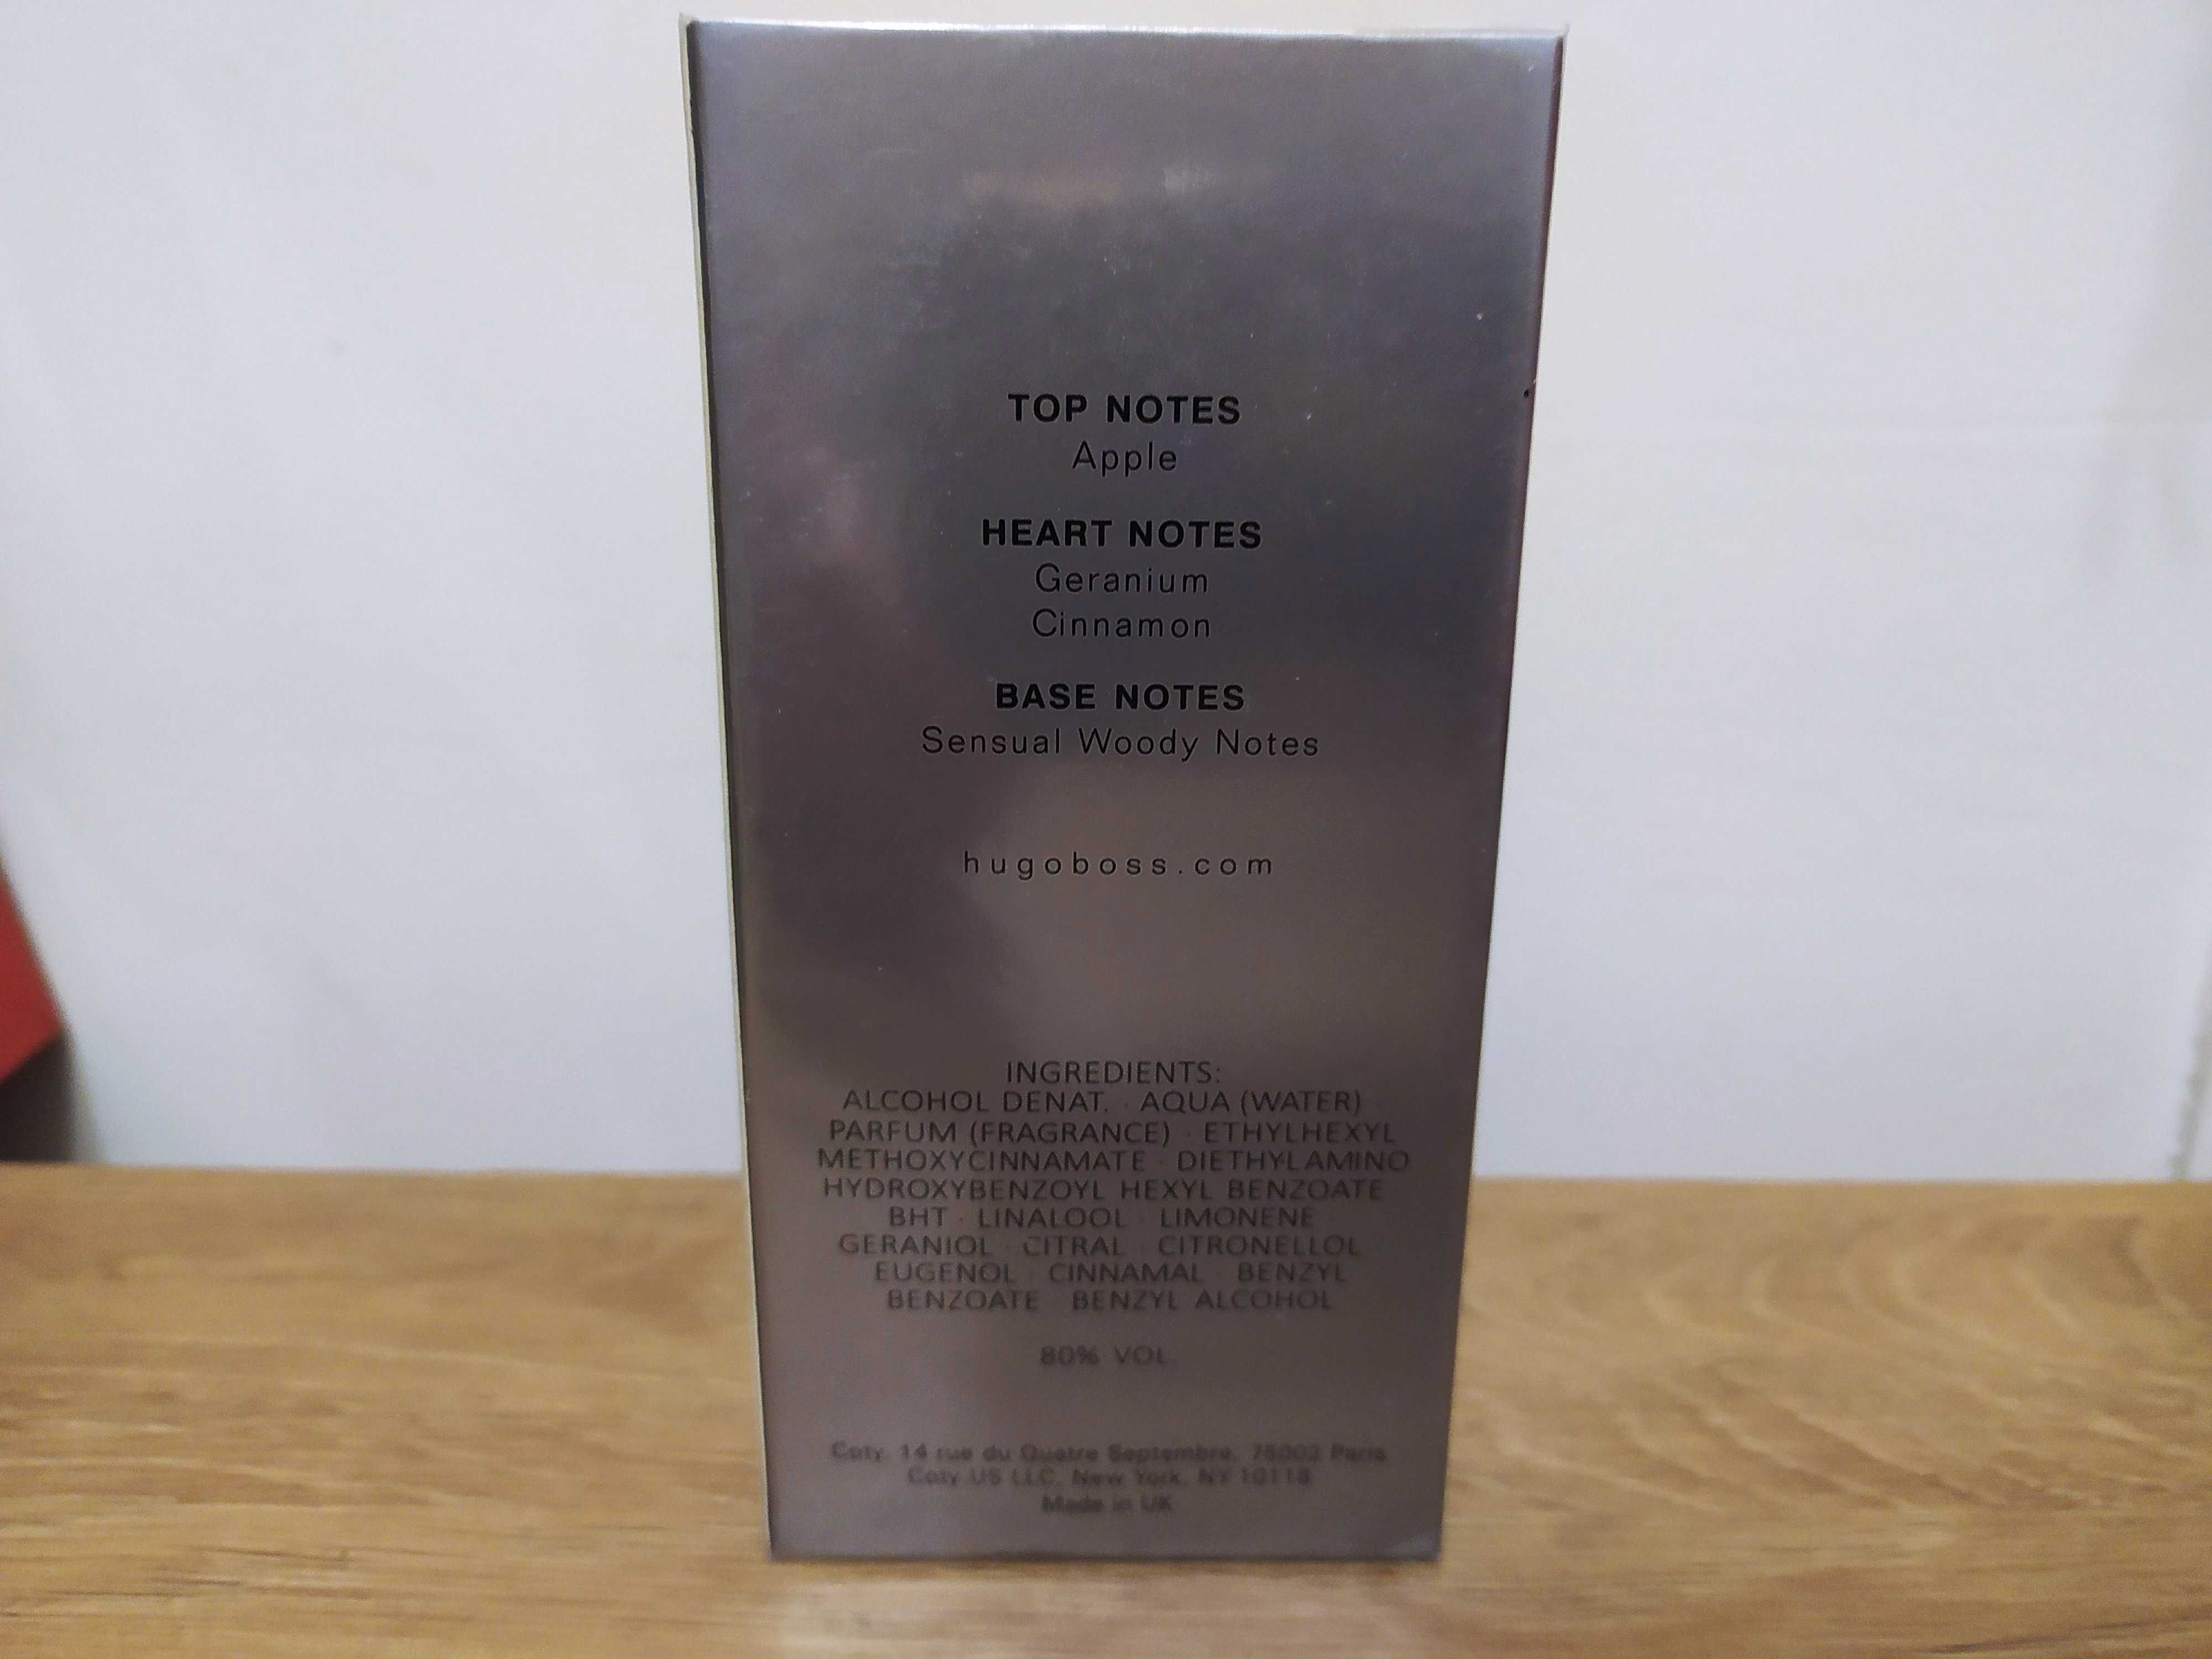 TOP NOTES
Apple
HEART NOTES
Geranium
Cinnamon
BASE NOTES
Sensual Woody Notes
hugoboss.com
INGREDIENTS:
ALCOHOL DENAT. · AQUA (WATER)
PARFUM (FRAGRANCE) · ETHYLHEXYL
METHOXYCINNAMATE · DIETHYLAMINO
HYDROXYBENZOYL HEXYL BENZOATE
BHT · LINALOOL · LIMONENE
GERANIOL · CITRAL · CITRONELLOL
EUGENOL · CINNAMAL · BENZYL
BENZOATE · BENZYL ALCOHOL
80% VOL
Coty, 14 rue du Quatre Septembre, 75002 Paris
Coty US LLC, New York, NY 10118
Made in UK